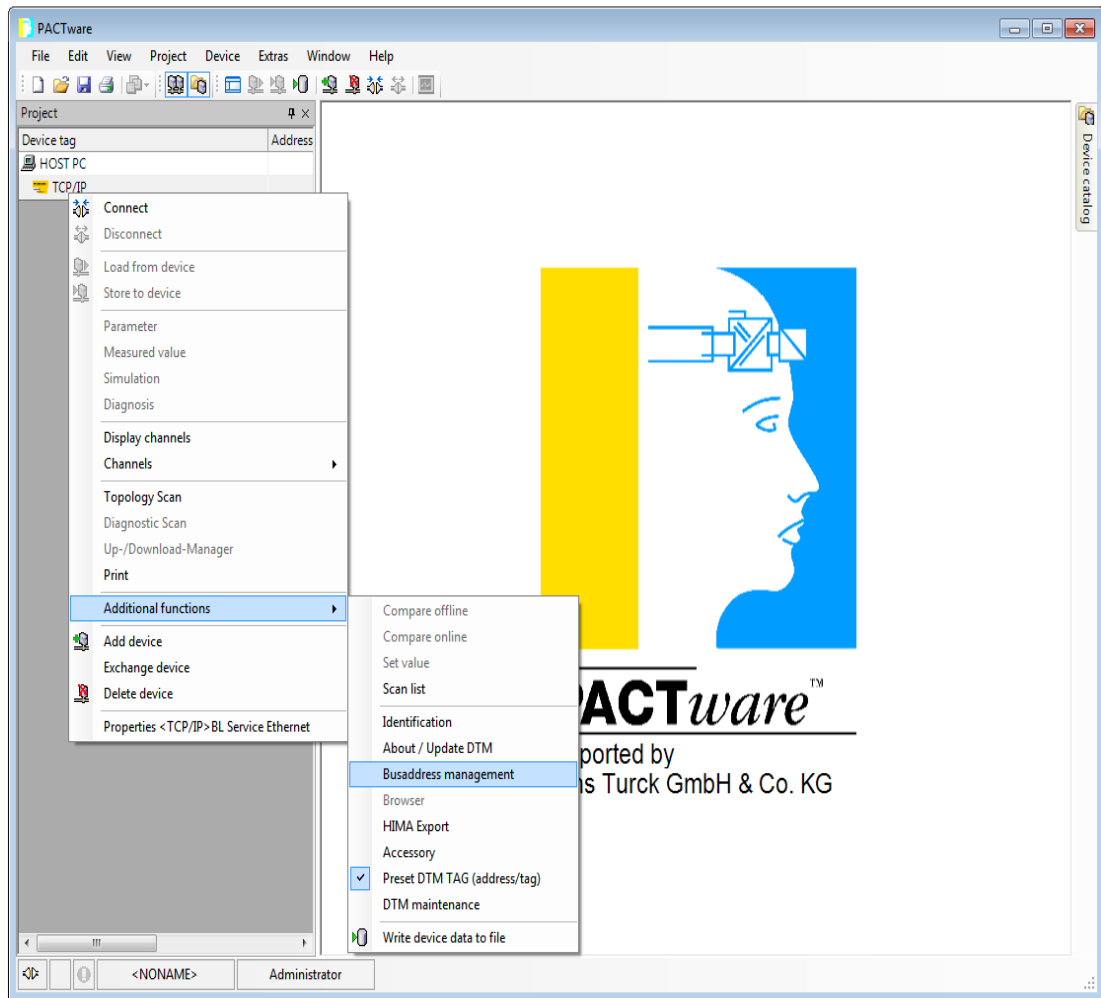 PACTware
File Edit View Project Device Extras Window Help
Project
Device tag Address
HOST PC
TCP/IP
Connect
Disconnect
Load from device
Store to device
Parameter
Measured value
Simulation
Diagnosis
Display channels
Channels
Topology Scan
Diagnostic Scan
Up-/Download-Manager
Print
Additional functions
Add device
Exchange device
Delete device
Properties <TCP/IP>BL Service Ethernet
Compare offline
Compare online
Set value
Scan list
Identification
About / Update DTM
Busaddress management
Browser
HIMA Export
Accessory
Preset DTM TAG (address/tag)
DTM maintenance
Write device data to file
ACTware™
ported by
ns Turck GmbH & Co. KG
Device catalog
<NONAME> Administrator